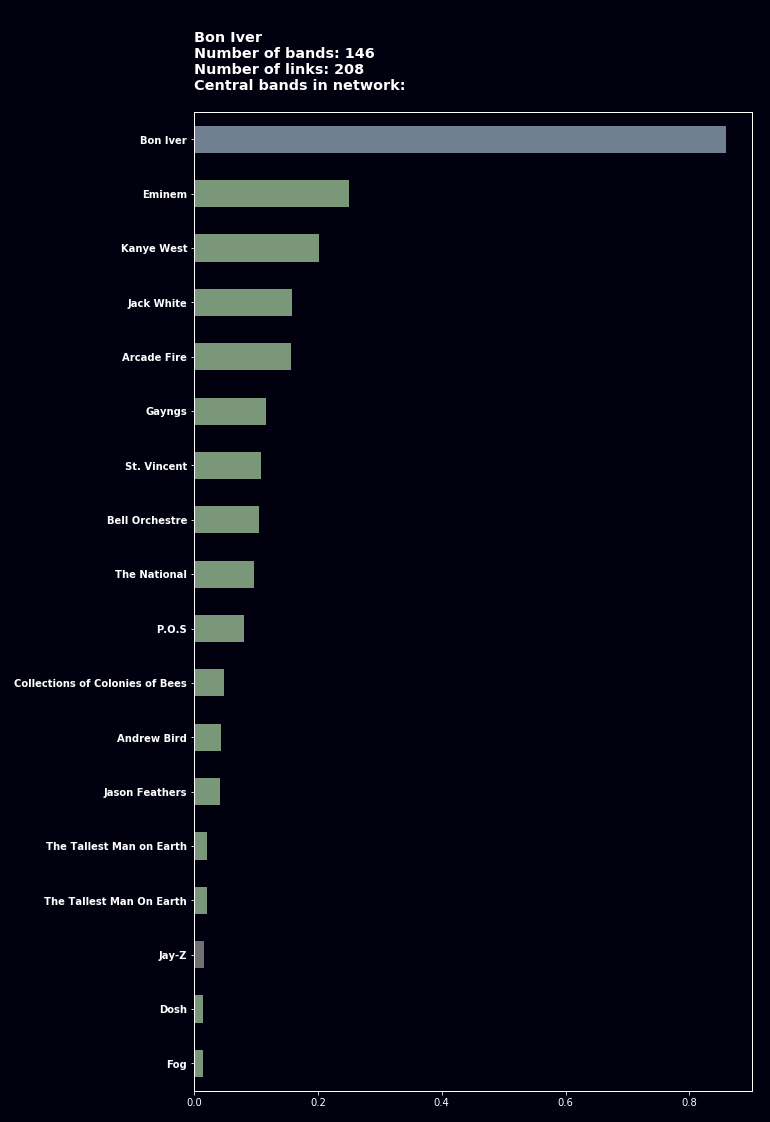 Bon Iver
Number of bands: 146
Number of links: 208
Central bands in network:
Bon Iver
Eminem
Kanye West
Jack White
Arcade Fire
Gayngs
St. Vincent
Bell Orchestre
The National
P.O.S
Collections of Colonies of Bees
Andrew Bird
Jason Feathers
The Tallest Man on Earth
The Tallest Man On Earth
Jay-Z
Dosh
Fog
0.0 0.2 0.4 0.6 0.8